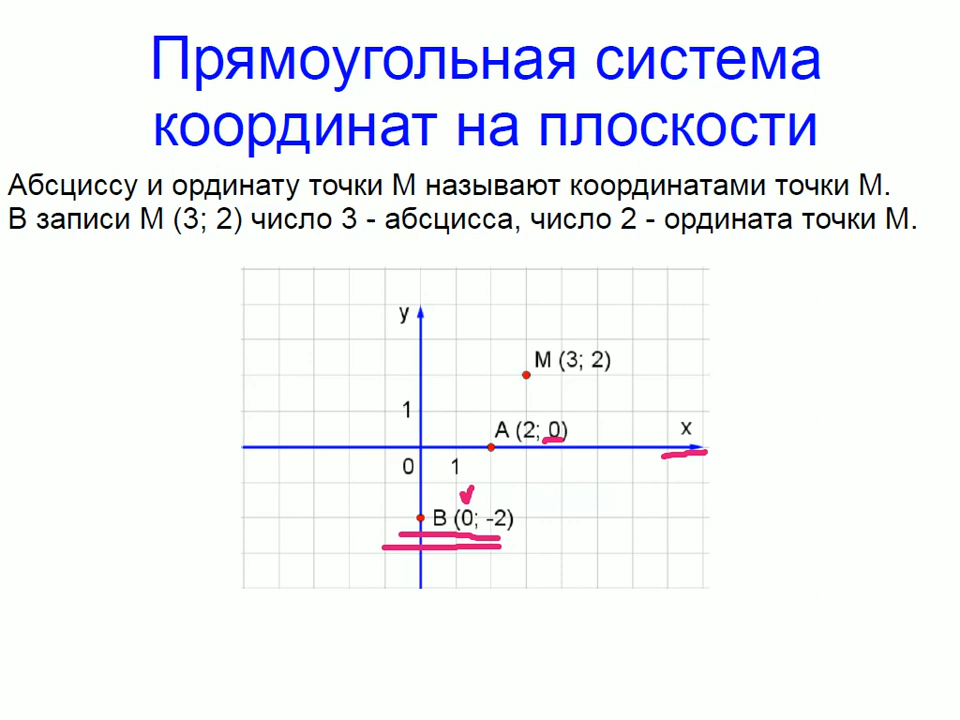 Прямоугольная система
координат на плоскости
Абсциссу и ординату точки М называют координатами точки М.
В записи М (3; 2) число 3 - абсцисса, число 2 - ордината точки М.
y
M (3; 2)
1
A (2; 0)
x
0 1
B (0; -2)